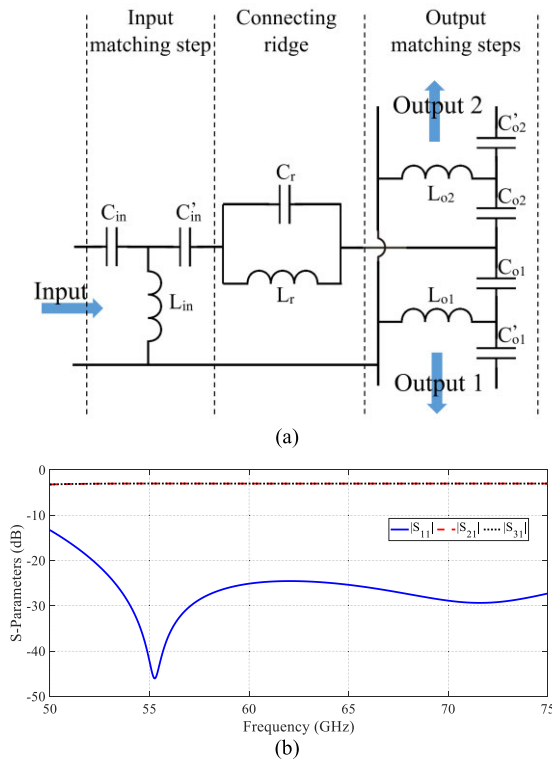 Input matching step
Connecting ridge
Output matching steps
Output 2
C'o2
Lo2
Co2
Cr
Cin
C'in
Lr
Input
Lin
Co1
Lo1
C'o1
Output 1
(a)
S-Parameters (dB)
0
-10
-20
-30
-40
-50
|S11|
|S21|
|S31|
50
55
60
65
70
75
Frequency (GHz)
(b)